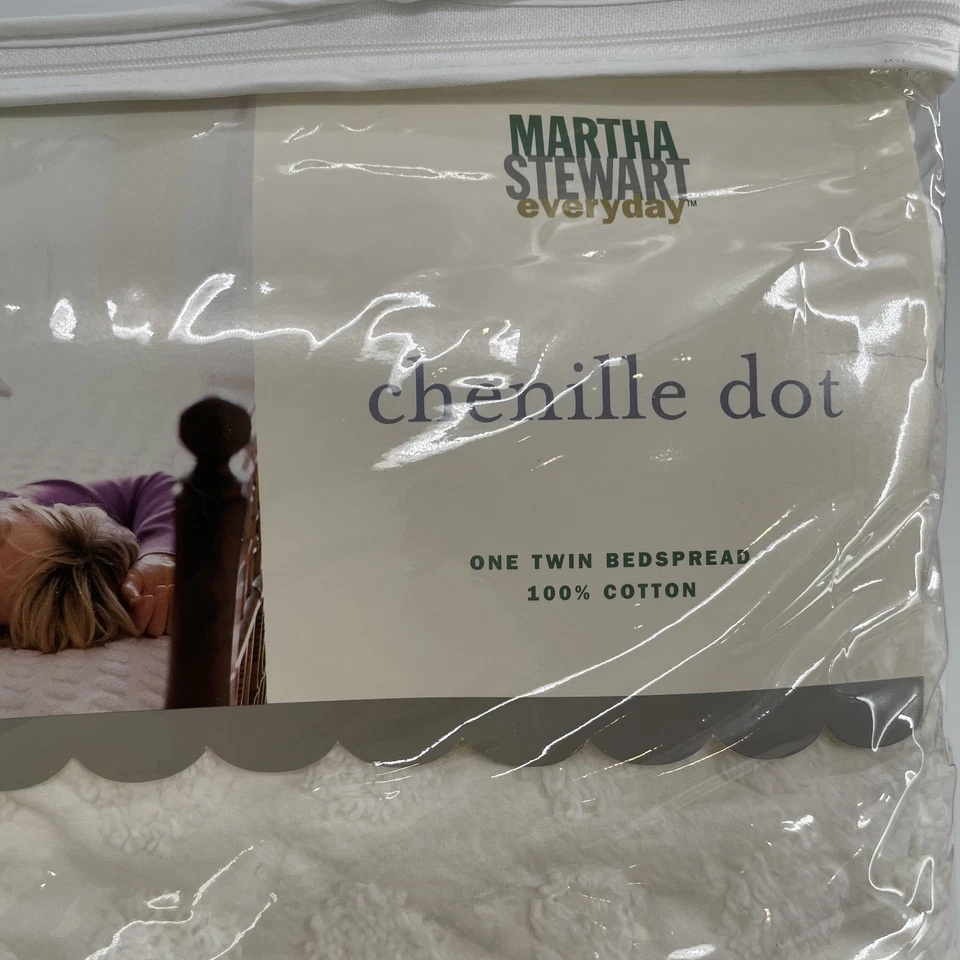 MARTHA
STEWART
everyday™
chenille dot
ONE TWIN BEDSPREAD
100% COTTON